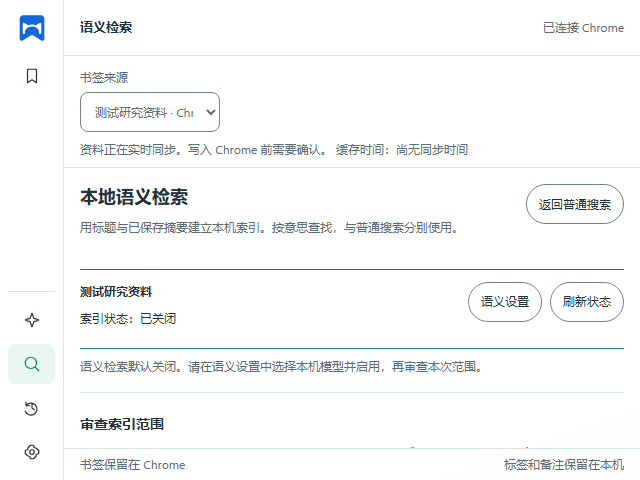 语义检索
已连接 Chrome
书签来源
测试研究资料 · Chr
资料正在实时同步。写入 Chrome 前需要确认。 缓存时间：尚无同步时间
本地语义检索
返回普通搜索
用标题与已保存摘要建立本机索引。按意思查找，与普通搜索分别使用。
测试研究资料
语义设置
刷新状态
索引状态：已关闭
语义检索默认关闭。请在语义设置中选择本机模型并启用，再审查本次范围。
审查索引范围
书签保留在 Chrome
标签和备注保留在本机